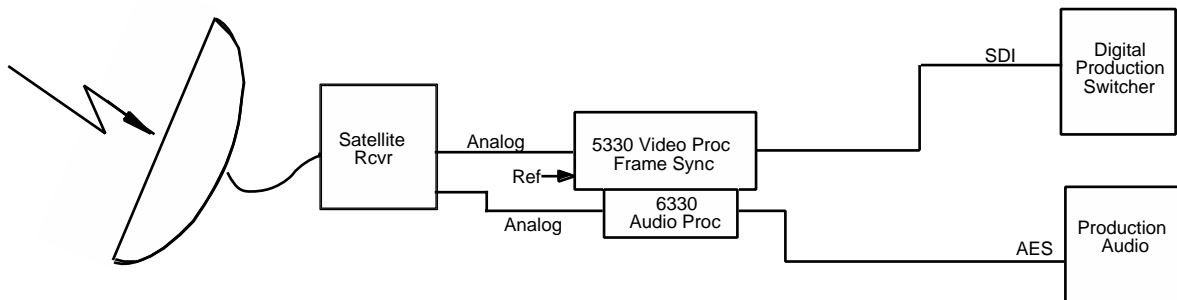 SDI
Digital
Production
Switcher
Satellite
Rcvr
Analog
5330 Video Proc
Frame Sync
Ref
6330
Audio Proc
Analog
AES
Production
Audio